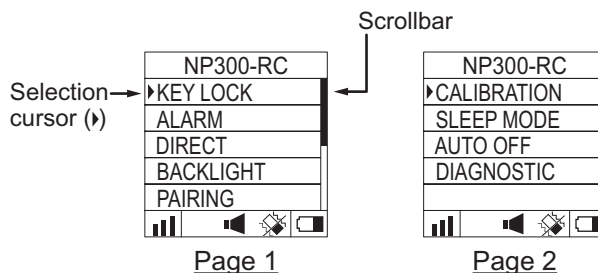 Scrollbar
Selection
cursor ( )
NP300-RC
KEY LOCK
ALARM
DIRECT
BACKLIGHT
PAIRING
Page 1
NP300-RC
CALIBRATION
SLEEP MODE
AUTO OFF
DIAGNOSTIC
Page 2